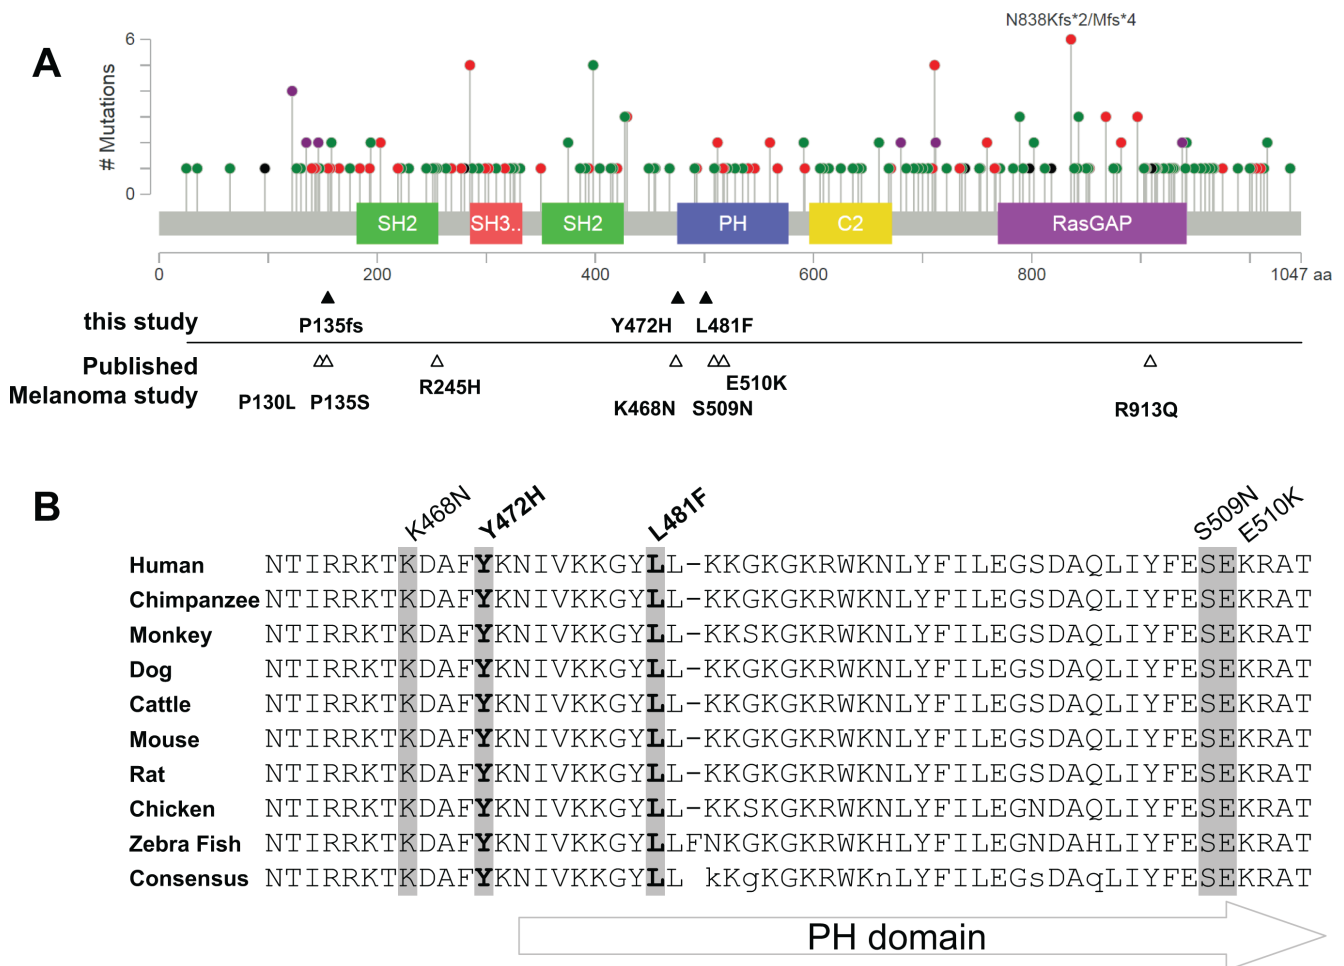 N838Kfs*2/Mfs*4
A
# Mutations
6
0
SH2
SH3..
SH2
PH
C2
RasGAP
0
200
400
600
800
1047 aa
this study
P135fs
Y472H
L481F
Published
Melanoma study
P130L
P135S
R245H
K468N
S509N
E510K
R913Q
B
K468N
Y472H
L481F
S509N
E510K
Human NTIRRKTKDAFYKNIVKKGYLL-KKGKGKRWKNLYFILEGSDAQLIYFESEKRAT
Chimpanzee NTIRRKTKDAFYKNIVKKGYLL-KKGKGKRWKNLYFILEGSDAQLIYFESEKRAT
Monkey NTIRRKTKDAFYKNIVKKGYLL-KKSKGKRWKNLYFILEGSDAQLIYFESEKRAT
Dog NTIRRKTKDAFYKNIVKKGYLL-KKGKGKRWKNLYFILEGSDAQLIYFESEKRAT
Cattle NTIRRKTKDAFYKNIVKKGYLL-KKGKGKRWKNLYFILEGSDAQLIYFESEKRAT
Mouse NTIRRKTKDAFYKNIVKKGYLL-KKGKGKRWKNLYFILEGSDAQLIYFESEKRAT
Rat NTIRRKTKDAFYKNIVKKGYLL-KKGKGKRWKNLYFILEGSDAQLIYFESEKRAT
Chicken NTIRRKTKDAFYKNIVKKGYLL-KKSKGKRWKNLYFILEGNDAQLIYFESEKRAT
Zebra Fish NTIRRKTKDAFYKNIVKKGYLLFNKGKGKRWKHLYFILEGNDAHLIYFESEKRAT
Consensus NTIRRKTKDAFYKNIVKKGYLL kKgKGKRWKnLYFILEGsDAqLIYFESEKRAT
PH domain